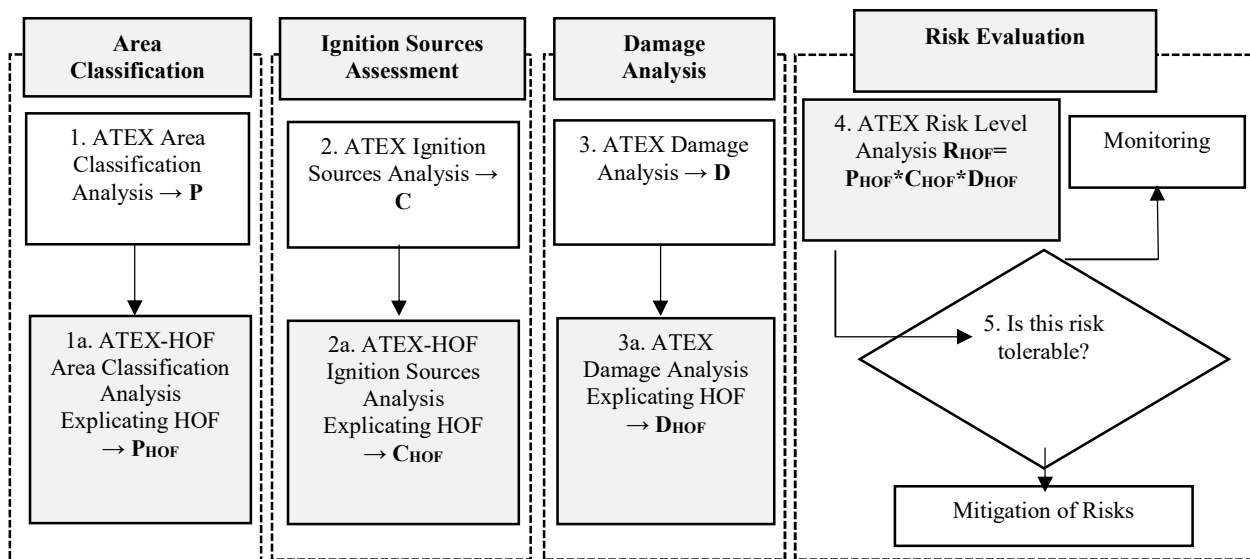 Area
Classification
1. ATEX Area
Classification
Analysis → P
1a. ATEX-HOF
Area Classification
Analysis
Explicating HOF
→ PHOF
Ignition Sources
Assessment
2. ATEX Ignition
Sources Analysis →
C
2a. ATEX-HOF
Ignition Sources
Analysis
Explicating HOF
→ CHOF
Damage
Analysis
3. ATEX Damage
Analysis → D
3a. ATEX
Damage Analysis
Explicating HOF
→ DHOF
Risk Evaluation
4. ATEX Risk Level
Analysis RHOF=
PHOF*CHOF*DHOF
Monitoring
5. Is this risk
tolerable?
Mitigation of Risks